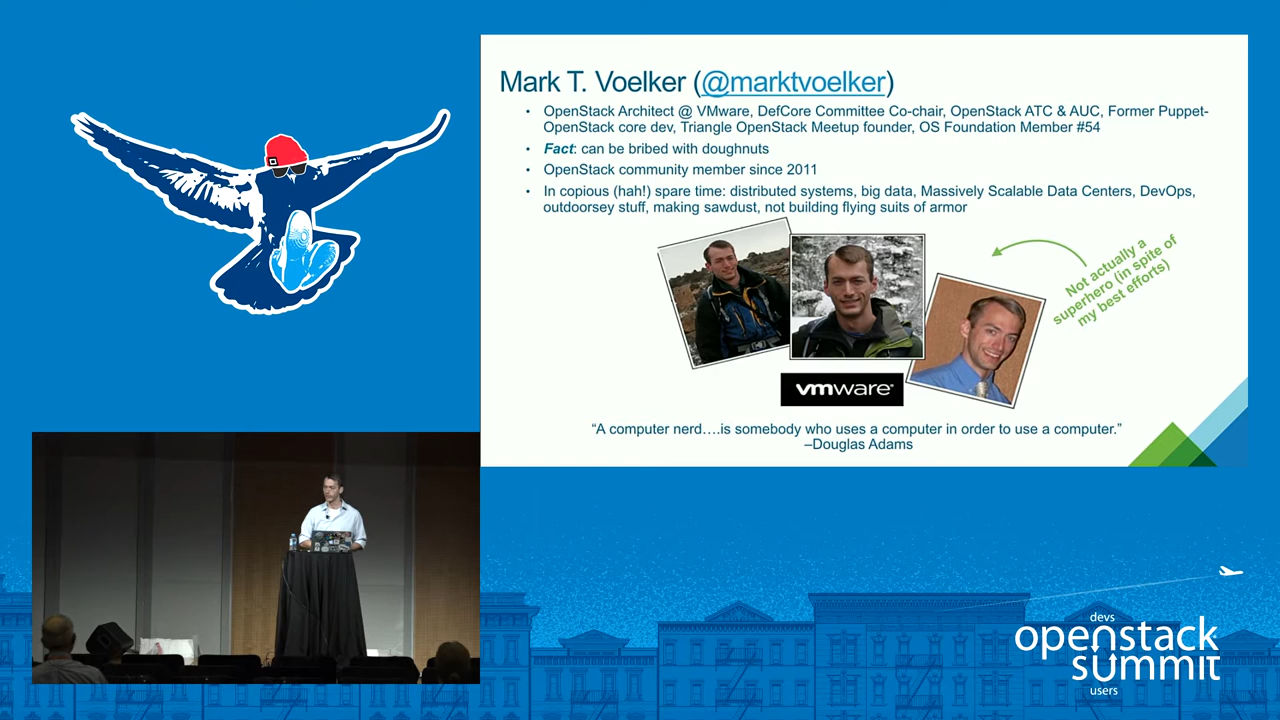 Mark T. Voelker (@marktvoelker)
• OpenStack Architect @ VMware, DefCore Committee Co-chair, OpenStack ATC & AUC, Former Puppet-
OpenStack core dev, Triangle OpenStack Meetup founder, OS Foundation Member #54
• Fact: can be bribed with doughnuts
• OpenStack community member since 2011
• In copious (hah!) spare time: distributed systems, big data, Massively Scalable Data Centers, DevOps,
outdoorsey stuff, making sawdust, not building flying suits of armor
Not actually a
superhero (in spite of
my best efforts)
vmware
“A computer nerd….is somebody who uses a computer in order to use a computer.”
–Douglas Adams
devs
openstack
summit
users